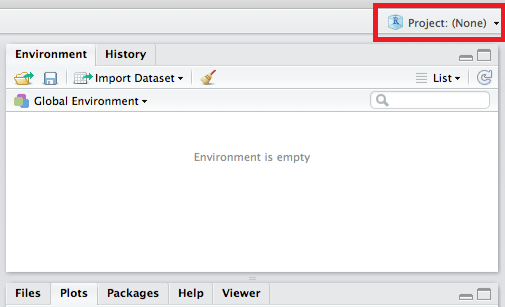 Project: (None)
Environment History
Import Dataset List
Global Environment
Environment is empty
Files Plots Packages Help Viewer